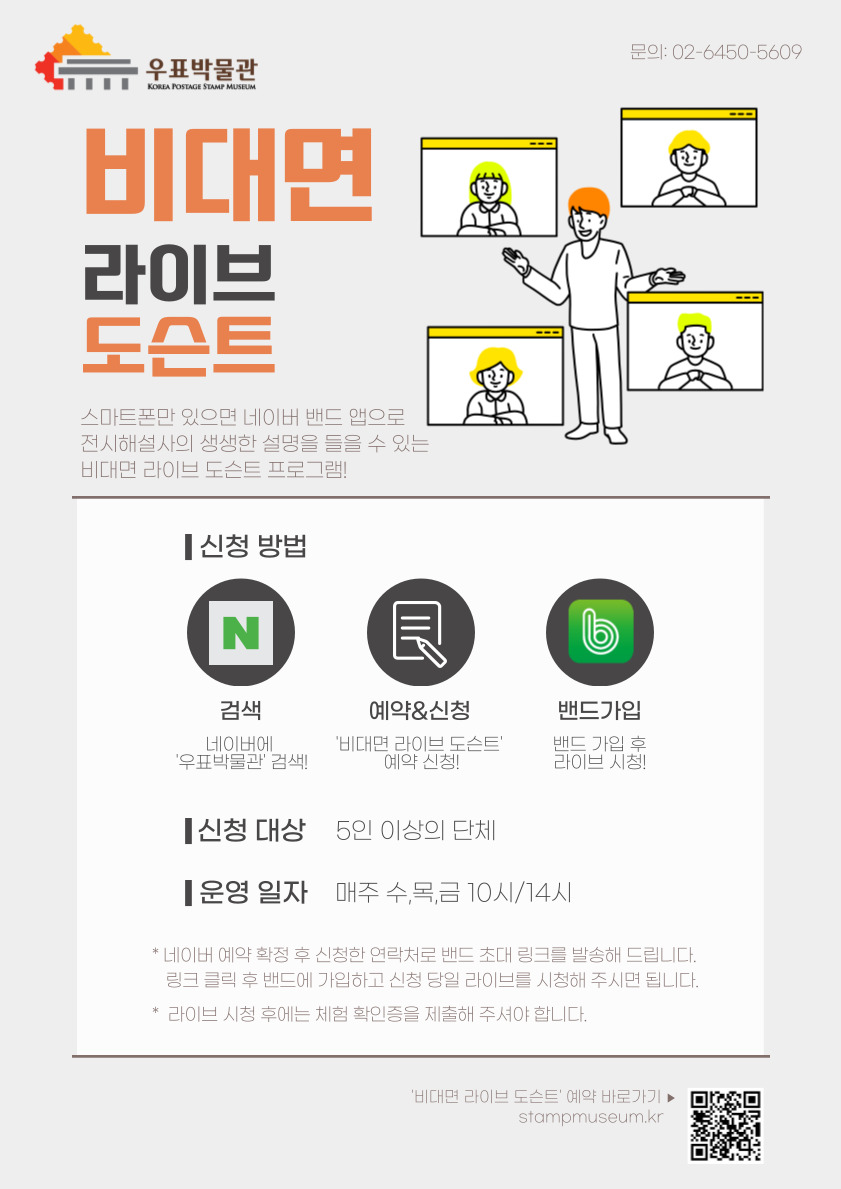 우표박물관
KOREA POSTAGE STAMP MUSEUM
문의: 02-6450-5609
비대면
라이브
도슨트
스마트폰만 있으면 네이버 밴드 앱으로
전시해설사의 생생한 설명을 들을 수 있는
비대면 라이브 도슨트 프로그램!
신청 방법
N
b
검색
예약&신청
밴드가입
네이버에
'우표박물관' 검색!
'비대면 라이브 도슨트'
예약 신청!
밴드 가입 후
라이브 시청!
신청 대상 5인 이상의 단체
운영 일자 매주 수,목,금 10시/14시
* 네이버 예약 확정 후 신청한 연락처로 밴드 초대 링크를 발송해 드립니다.
링크 클릭 후 밴드에 가입하고 신청 당일 라이브를 시청해 주시면 됩니다.
* 라이브 시청 후에는 체험 확인증을 제출해 주셔야 합니다.
'비대면 라이브 도슨트' 예약 바로가기 ▶
stampmuseum.kr